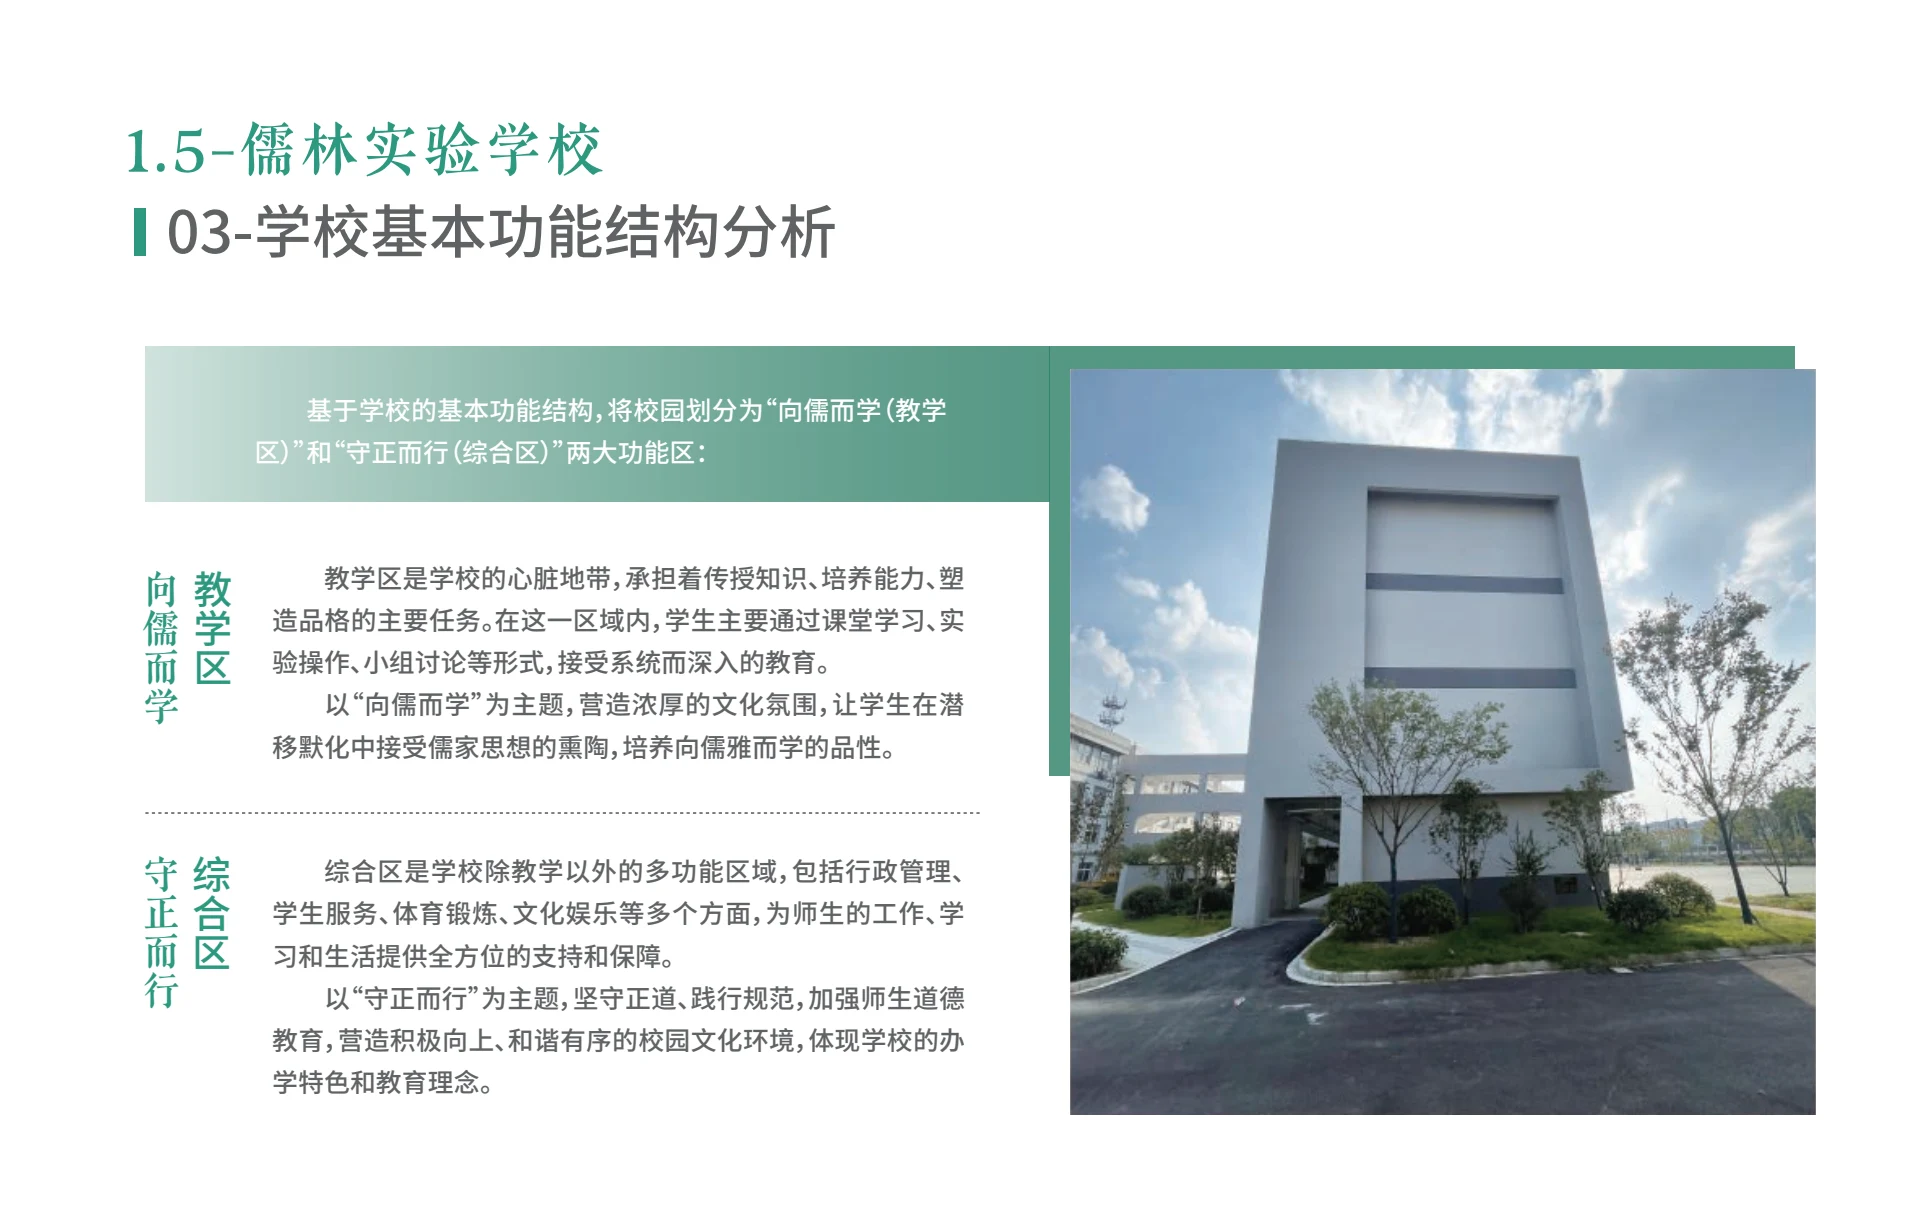 1.5-儒林实验学校
03-学校基本功能结构分析
基于学校的基本功能结构，将校园划分为“向儒而学（教学
区）”和“守正而行（综合区）”两大功能区：
教学区
向儒而学
教学区是学校的心脏地带，承担着传授知识、培养能力、塑
造品格的主要任务。在这一区域内，学生主要通过课堂学习、实
验操作、小组讨论等形式，接受系统而深入的教育。
以“向儒而学”为主题，营造浓厚的文化氛围，让学生在潜
移默化中接受儒家思想的熏陶，培养向儒雅而学的品性。
综合区
守正而行
综合区是学校除教学以外的多功能区域，包括行政管理、
学生服务、体育锻炼、文化娱乐等多个方面，为师生的工作、学
习和生活提供全方位的支持和保障。
以“守正而行”为主题，坚守正道、践行规范，加强师生道德
教育，营造积极向上、和谐有序的校园文化环境，体现学校的办
学特色和教育理念。